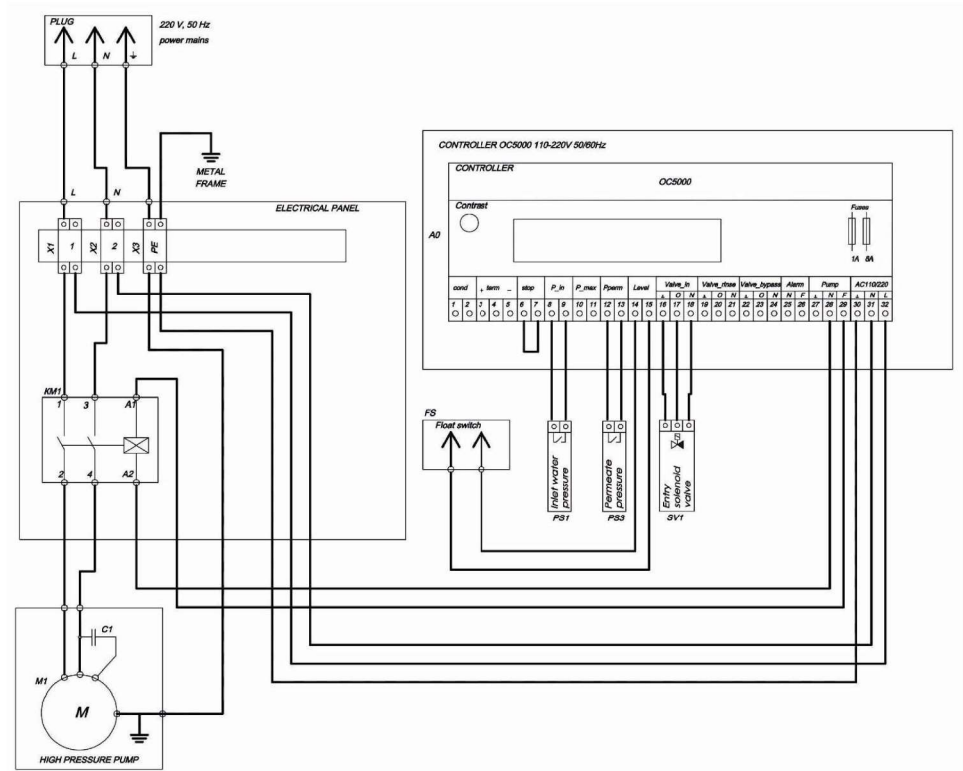 PLUG
220 V, 50 Hz
power mains
L N
METAL
FRAME
L N
ELECTRICAL PANEL
X1 1 X2 2 X3 PE
CONTROLLER OC5000 110-220V 50/60Hz
CONTROLLER
OC5000
Contrast
Fuses
A0
1A 8A
cond + term - stop P_in P_max Pperm Level Valve_in Valve_rinse Valve_bypass Alarm Pump AC110/220
O N O N O N N F N F N L
1 2 3 4 5 6 7 8 9 10 11 12 13 14 15 16 17 18 19 20 21 22 23 24 25 26 27 28 29 30 31 32
KM1
1 3 A1
2 4 A2
FS
Float switch
Inlet water
pressure
PS1
Permeate
pressure
PS3
S
Entry
solenoid
valve
SV1
C1
M1
M
HIGH PRESSURE PUMP